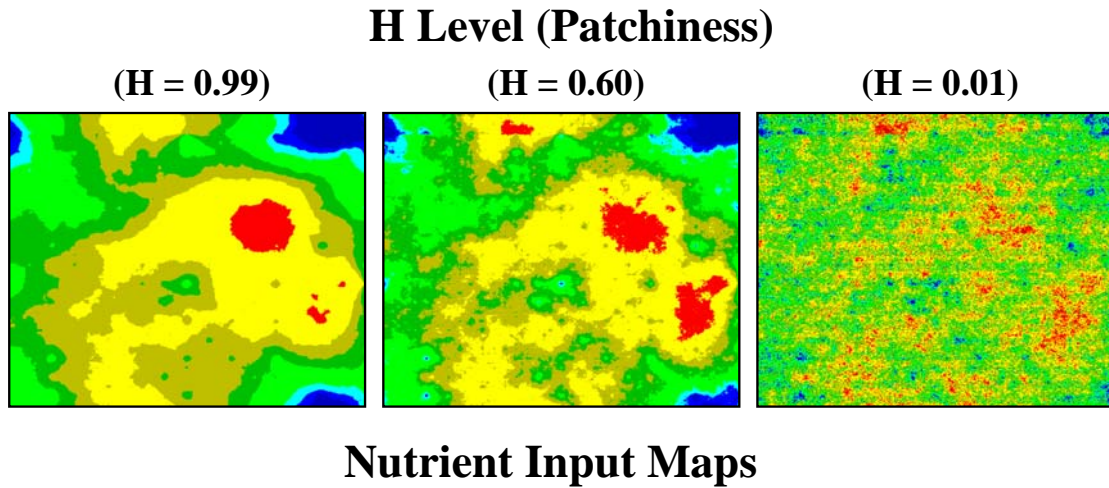 H Level (Patchiness)
(H = 0.99) (H = 0.60) (H = 0.01)
Nutrient Input Maps